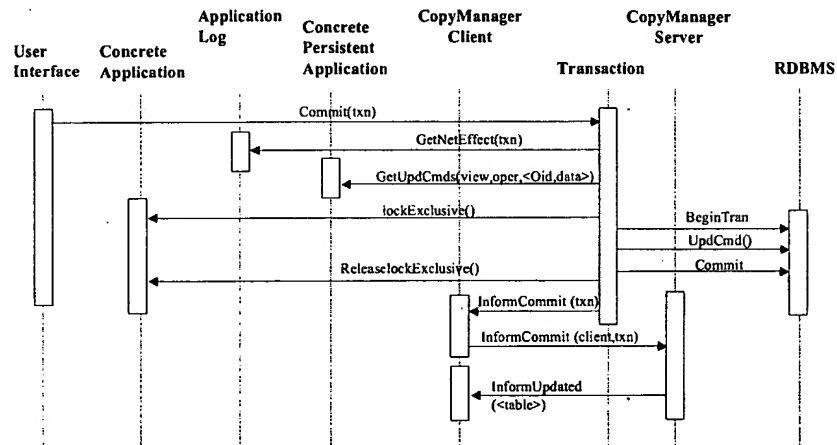 User
Interface
Concrete
Application
Application
Log
Concrete
Persistent
Application
CopyManager
Client
Transaction
CopyManager
Server
RDBMS
Commit(txn)
GetNetEffect(txn)
GetUpdCmds(view,oper,<Oid,data>)
lockExclusive()
BeginTran
UpdCmd()
Commit
ReleaselockExclusive()
InformCommit (txn)
InformCommit (client,txn)
InformUpdated
(<table>)